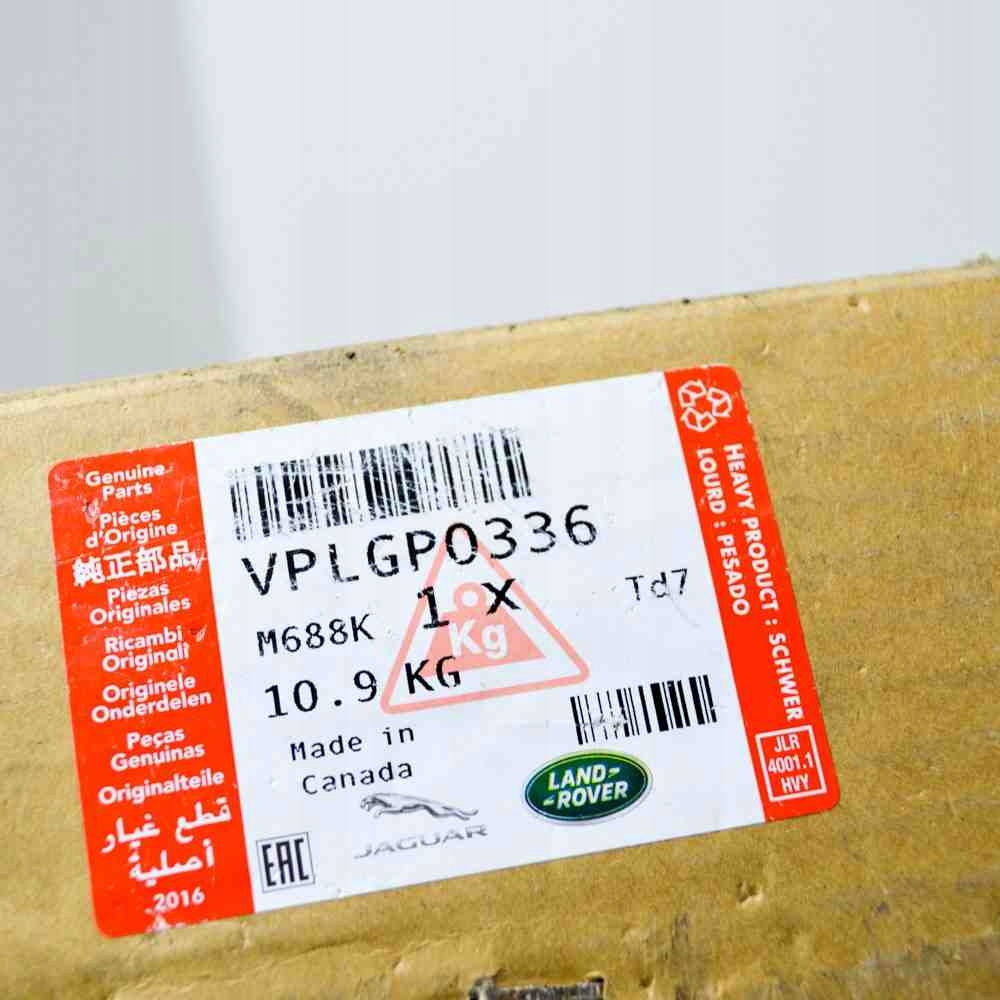 Genuine
Parts
Pièces
d'Origine
純正部品
Piezas
Originales
Ricambi
Originali
Originele
Onderdelen
Peças
Genuinas
Originalteile
قطع غيار
أصلية
2016
VPLGP0336
M688K 1 X Td7
Kg
10.9 KG
Made in
Canada
EAC
JAGUAR
LAND-
-ROVER
HEAVY PRODUCT : SCHWER
LOURD : PESADO
JLR
4001.1
HVY